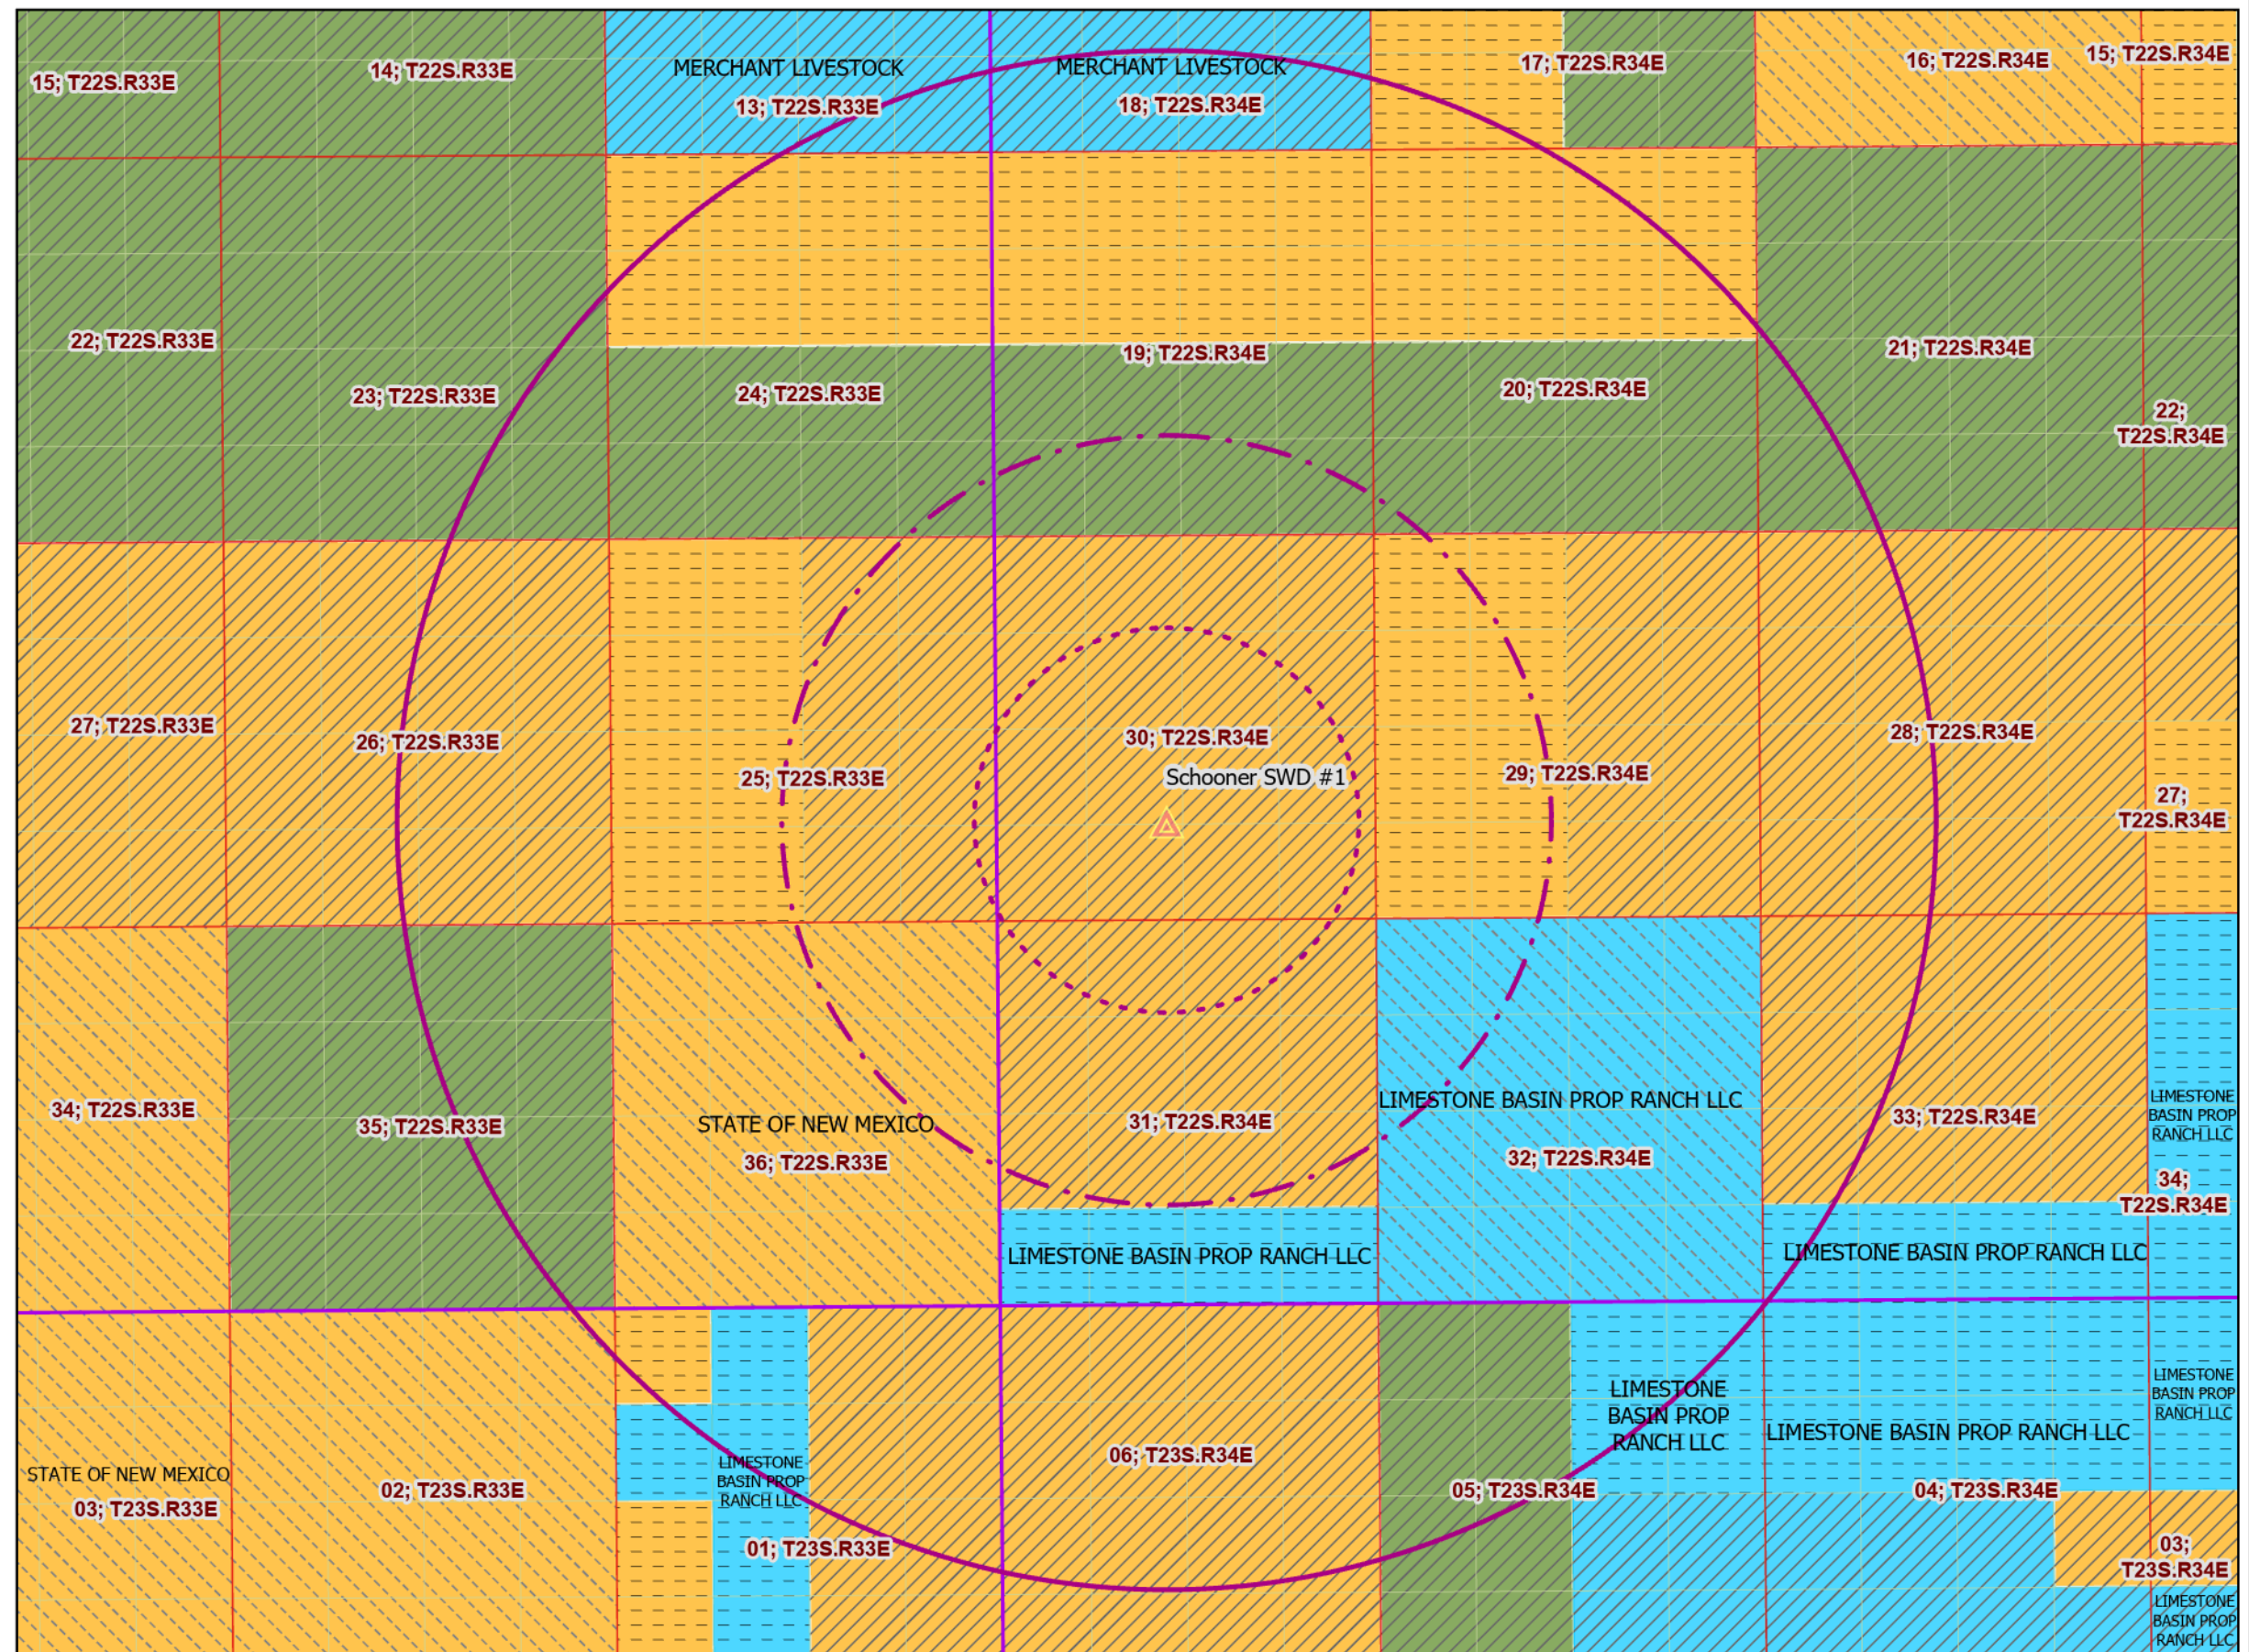 15; T22S.R33E
14; T22S.R33E
MERCHANT LIVESTOCK
13; T22S.R33E
MERCHANT LIVESTOCK
18; T22S.R34E
17; T22S.R34E
16; T22S.R34E
15; T22S.R34E
22; T22S.R33E
23; T22S.R33E
24; T22S.R33E
19; T22S.R34E
20; T22S.R34E
21; T22S.R34E
22;
T22S.R34E
27; T22S.R33E
26; T22S.R33E
25; T22S.R33E
30; T22S.R34E
Schooner SWD #1
29; T22S.R34E
28; T22S.R34E
27;
T22S.R34E
34; T22S.R33E
35; T22S.R33E
STATE OF NEW MEXICO
36; T22S.R33E
31; T22S.R34E
LIMESTONE BASIN PROP RANCH LLC
LIMESTONE BASIN PROP RANCH LLC
32; T22S.R34E
33; T22S.R34E
LIMESTONE BASIN PROP RANCH LLC
LIMESTONE
BASIN PROP
RANCH LLC
34;
T22S.R34E
STATE OF NEW MEXICO
03; T23S.R33E
02; T23S.R33E
LIMESTONE
BASIN PROP
RANCH LLC
01; T23S.R33E
06; T23S.R34E
LIMESTONE
BASIN PROP
RANCH LLC
05; T23S.R34E
LIMESTONE BASIN PROP RANCH LLC
04; T23S.R34E
LIMESTONE
BASIN PROP
RANCH LLC
03;
T23S.R34E
LIMESTONE
BASIN PROP
RANCH LLC